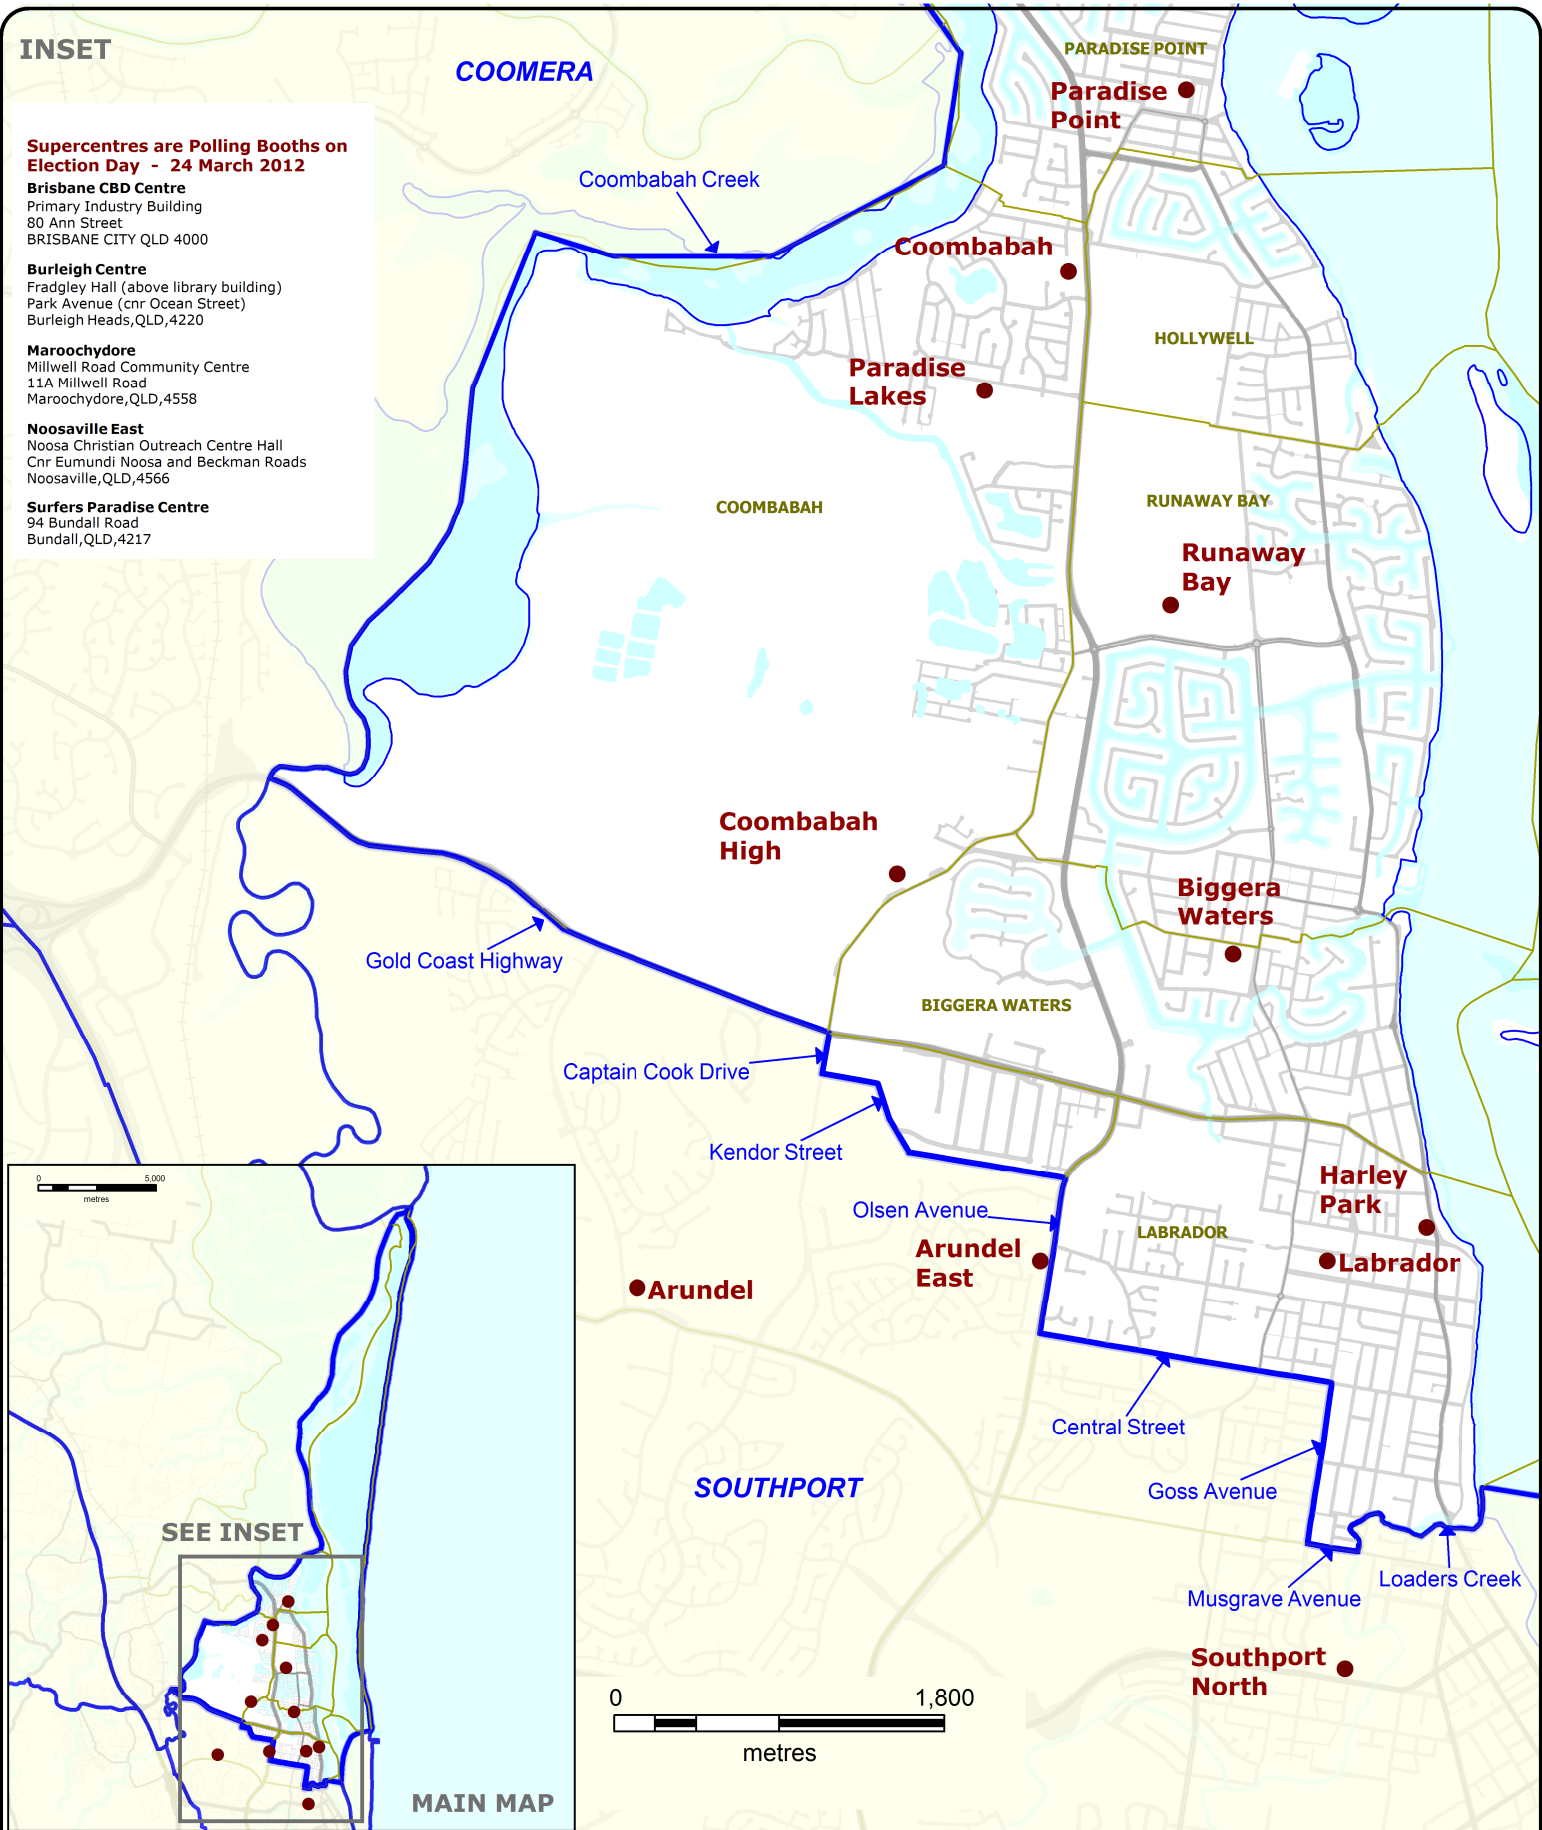 INSET
COOMERA
PARADISE POINT
Paradise
Point
Supercentres are Polling Booths on
Election Day - 24 March 2012
Brisbane CBD Centre
Primary Industry Building
80 Ann Street
BRISBANE CITY QLD 4000
Burleigh Centre
Fradgley Hall (above library building)
Park Avenue (cnr Ocean Street)
Burleigh Heads,QLD,4220
Maroochydore
Millwell Road Community Centre
11A Millwell Road
Maroochydore,QLD,4558
Noosaville East
Noosa Christian Outreach Centre Hall
Cnr Eumundi Noosa and Beckman Roads
Noosaville,QLD,4566
Surfers Paradise Centre
94 Bundall Road
Bundall,QLD,4217
Coombabah Creek
Coombabah
HOLLYWELL
Paradise
Lakes
COOMBABAH
RUNAWAY BAY
Runaway
Bay
Coombabah
High
Biggera
Waters
Gold Coast Highway
BIGGERA WATERS
Captain Cook Drive
Kendor Street
Harley
Park
Olsen Avenue
LABRADOR
Arundel
East
Labrador
Arundel
Central Street
SOUTHPORT
Goss Avenue
Loaders Creek
Musgrave Avenue
Southport
North
0 1,800
metres
0 5,000
metres
SEE INSET
MAIN MAP